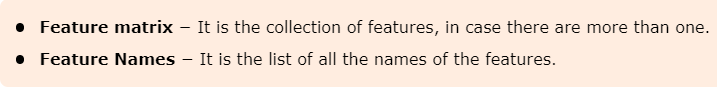 ● Feature matrix − It is the collection of features, in case there are more than one.
● Feature Names − It is the list of all the names of the features.